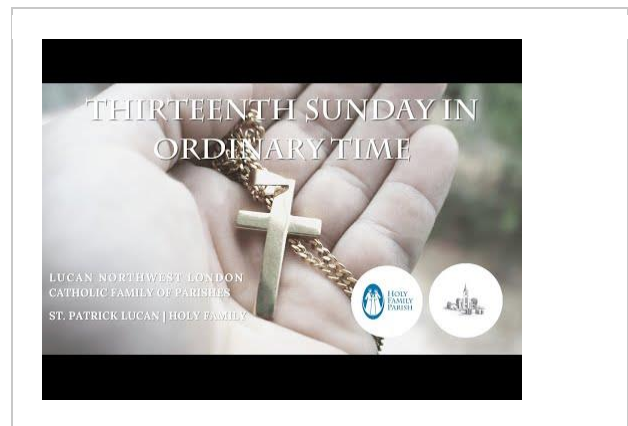 THIRTEENTH SUNDAY IN
ORDINARY TIME
LUCAN NORTHWEST LONDON
CATHOLIC FAMILY OF PARISHES
ST. PATRICK LUCAN | HOLY FAMILY
HOLY
FAMILY
PARISH